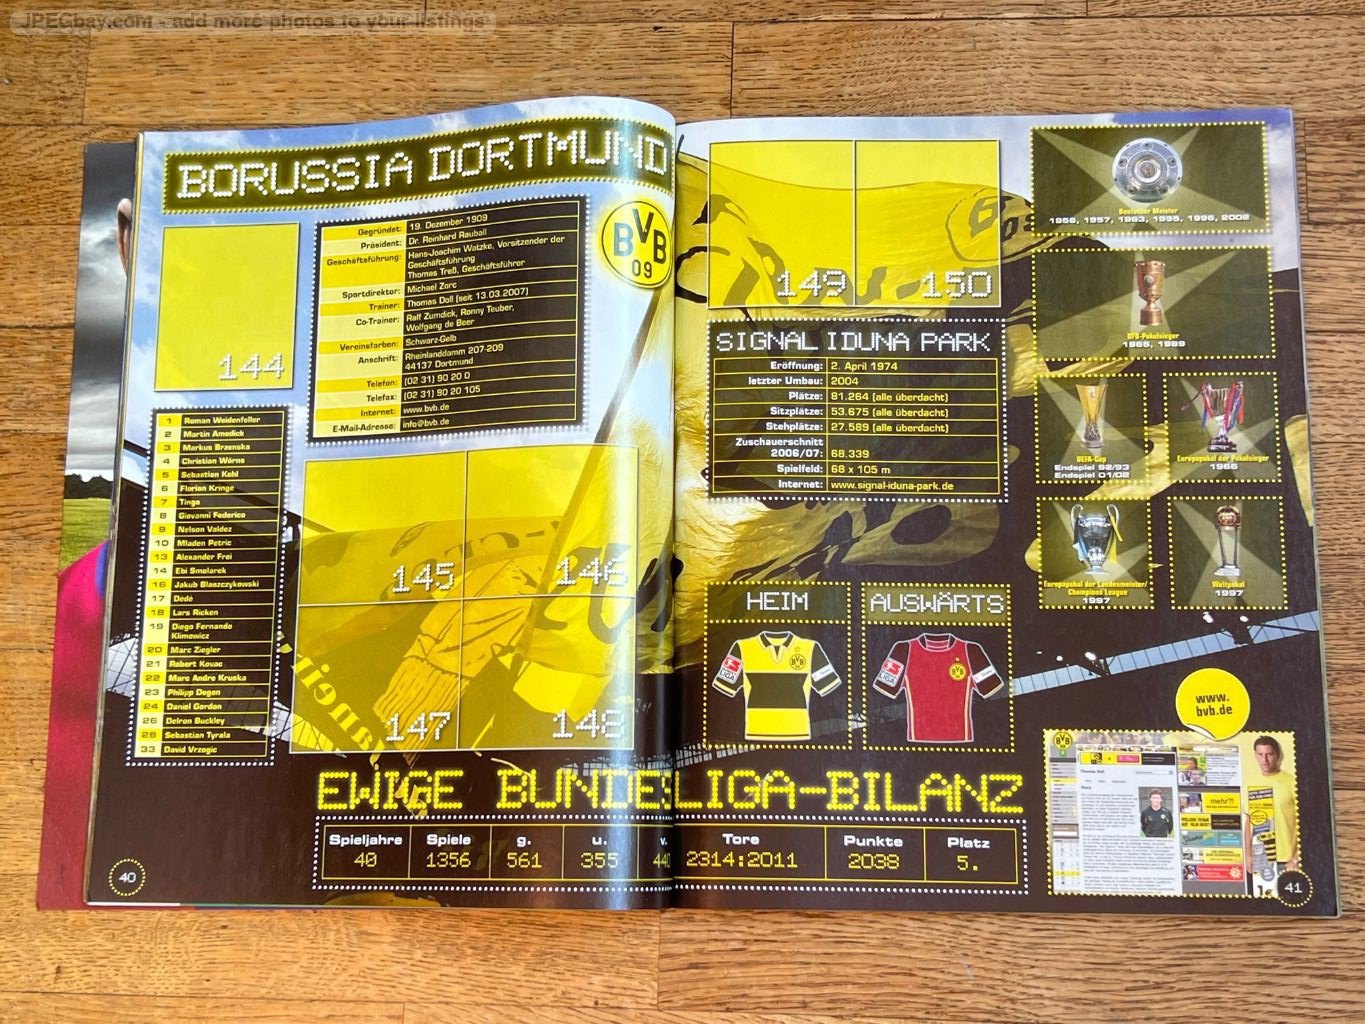 JPEGbay.com - add more photos to your listings
BORUSSIA DORTMUND
144
Gegründet: 19. Dezember 1909
Präsident: Dr. Reinhard Rauball
Geschäftsführung: Hans-Joachim Watzke, Vorsitzender der
Geschäftsführung
Thomas Treß, Geschäftsführer
Sportdirektor: Michael Zorc
Trainer: Thomas Doll (seit 13.03.2007)
Co-Trainer: Ralf Zumdick, Ronny Teuber,
Wolfgang de Beer
Vereinsfarben: Schwarz-Gelb
Anschrift: Rheinlanddamm 207-209
44137 Dortmund
Telefon: (02 31) 90 20 0
Telefax: (02 31) 90 20 105
Internet: www.bvb.de
E-Mail-Adresse: info@bvb.de
BVB
09
1 Roman Weidenfeller
2 Martin Amedick
3 Markus Brzenska
4 Christian Wörns
5 Sebastian Kehl
6 Florian Kringe
7 Tinga
8 Giovanni Federico
9 Nelson Valdez
10 Mladen Petric
13 Alexander Frei
14 Ebi Smolarek
16 Jakub Blaszczykowski
17 Dédé
18 Lars Ricken
19 Diego Fernando
Klimowicz
20 Marc Ziegler
21 Robert Kovac
22 Marc Andre Kruska
23 Philipp Degen
24 Daniel Gordon
26 Delron Buckley
28 Sebastian Tyrala
33 David Vrzogic
145
146
147
148
149
150
SIGNAL IDUNA PARK
Eröffnung: 2. April 1974
letzter Umbau: 2004
Plätze: 81.264 (alle überdacht)
Sitzplätze: 53.675 (alle überdacht)
Stehplätze: 27.589 (alle überdacht)
Zuschauerschnitt
2006/07: 68.339
Spielfeld: 68 x 105 m
Internet: www.signal-iduna-park.de
HEIM
AUSWÄRTS
BUNDES
LIGA
Deutscher Meister
1956, 1957, 1963, 1995, 1996, 2002
DFB-Pokalsieger
1965, 1989
UEFA-Cup
Endspiel 92/93
Endspiel 01/02
Europapokal der Pokalsieger
1966
Europapokal der Landesmeister/
Champions League
1997
Weltpokal
1997
www.
bvb.de
Thomas Doll
mehr?!
EWIGE BUNDESLIGA-BILANZ
Spieljahre Spiele g. u. v. Tore Punkte Platz
40 1356 561 355 440 2314:2011 2038 5.
40
41